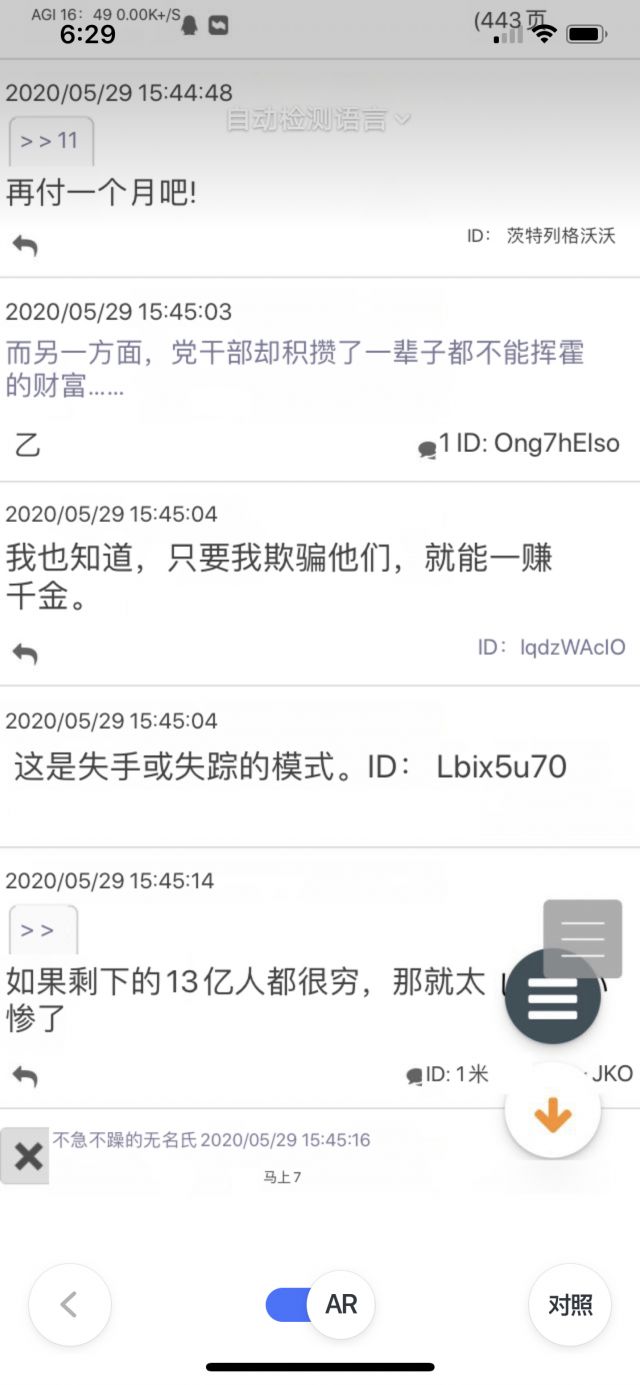 AGI 16: 49 0.00K+/S
(443页
6:29
2020/05/29 15:44:48
自动检测语言
>>11
再付一个月吧!
ID: 茨特列格沃沃
2020/05/29 15:45:03
而另一方面，党干部却积攒了一辈子都不能挥霍
的财富……
乙
1 ID: Ong7hElso
2020/05/29 15:45:04
我也知道，只要我欺骗他们，就能一赚
千金。
ID: IqdzWAclO
2020/05/29 15:45:04
这是失手或失踪的模式。ID: Lbix5u70
2020/05/29 15:45:14
>>
如果剩下的13亿人都很穷，那就太
惨了
ID: 1米
JKO
不急不躁的无名氏2020/05/29 15:45:16
马上7
AR
对照